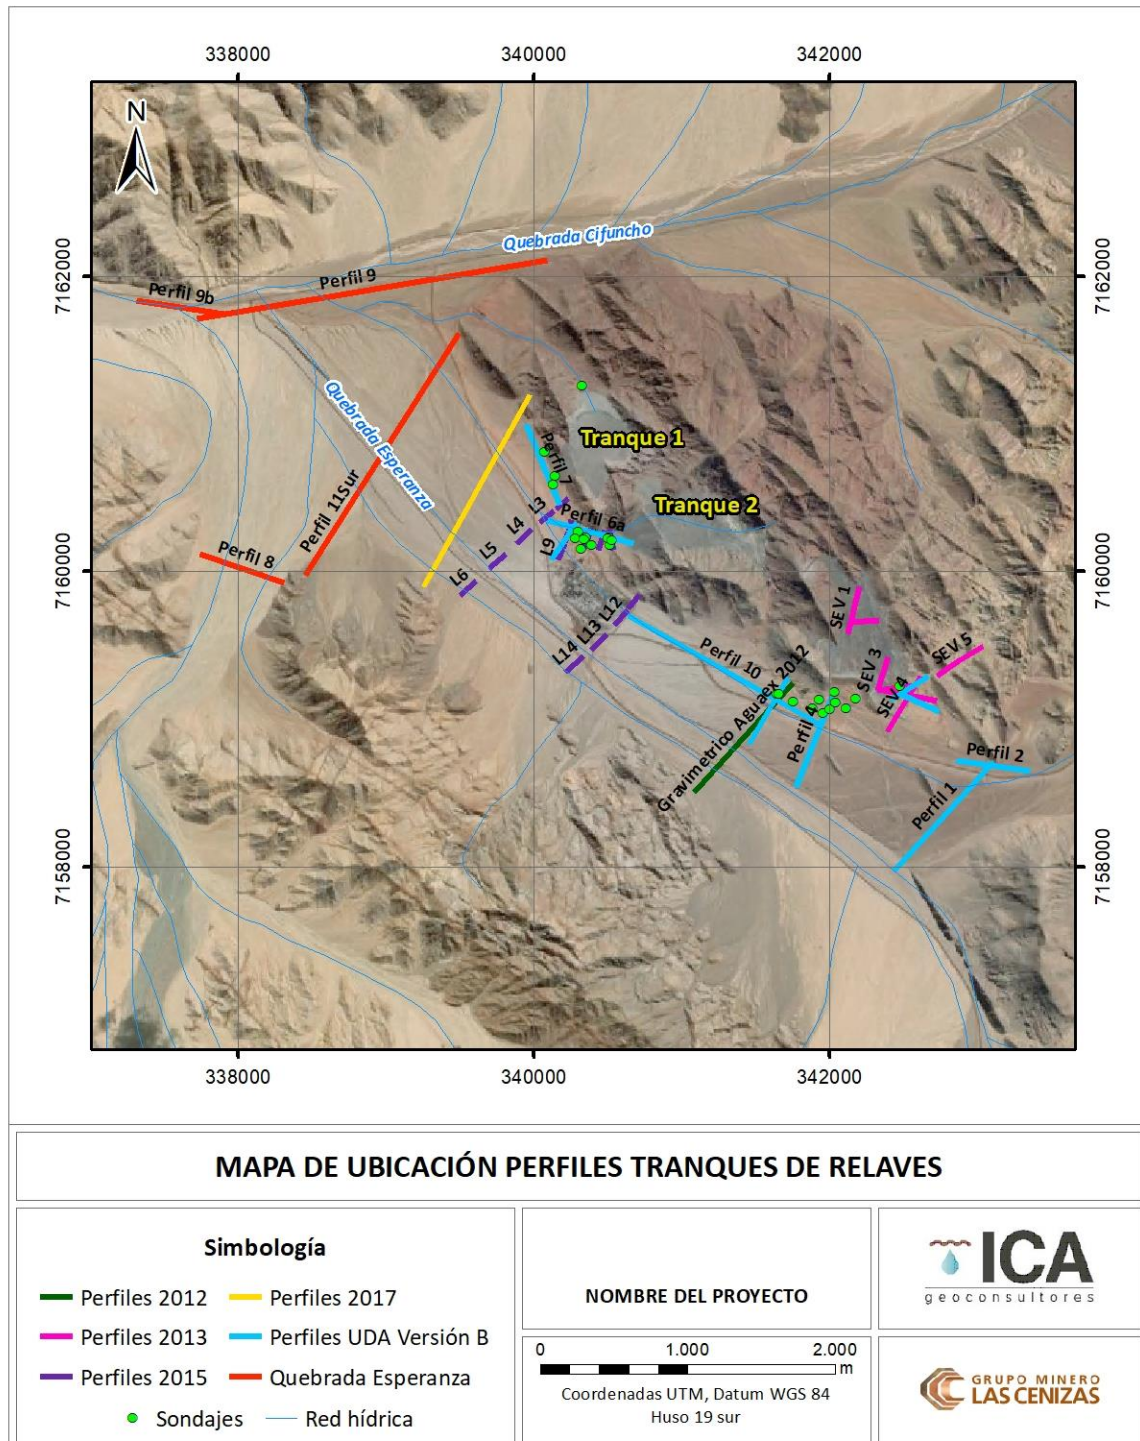 338000
340000
342000
N
Quebrada Cifuncho
7162000
7162000
Perfil 9
Perfil 9b
Quebrada Esperanza
Tranque 1
Perfil 7
Perfil 11Sur
Tranque 2
L3
Perfil 6a
L4
L9
L5
Perfil 8
L6
7160000
7160000
SEV 1
L12
L13
L14
Perfil 10
SEV 5
SEV 3
SEV 4
Gravimetrico Aguaex 2012
Perfil 4
Perfil 2
Perfil 1
7158000
7158000
338000
340000
342000
MAPA DE UBICACIÓN PERFILES TRANQUES DE RELAVES
Simbología
Perfiles 2012
Perfiles 2017
Perfiles 2013
Perfiles UDA Versión B
Perfiles 2015
Quebrada Esperanza
Sondajes
Red hídrica
NOMBRE DEL PROYECTO
0 1.000 2.000
m
Coordenadas UTM, Datum WGS 84
Huso 19 sur
ICA
geoconsultores
GRUPO MINERO
LAS CENIZAS